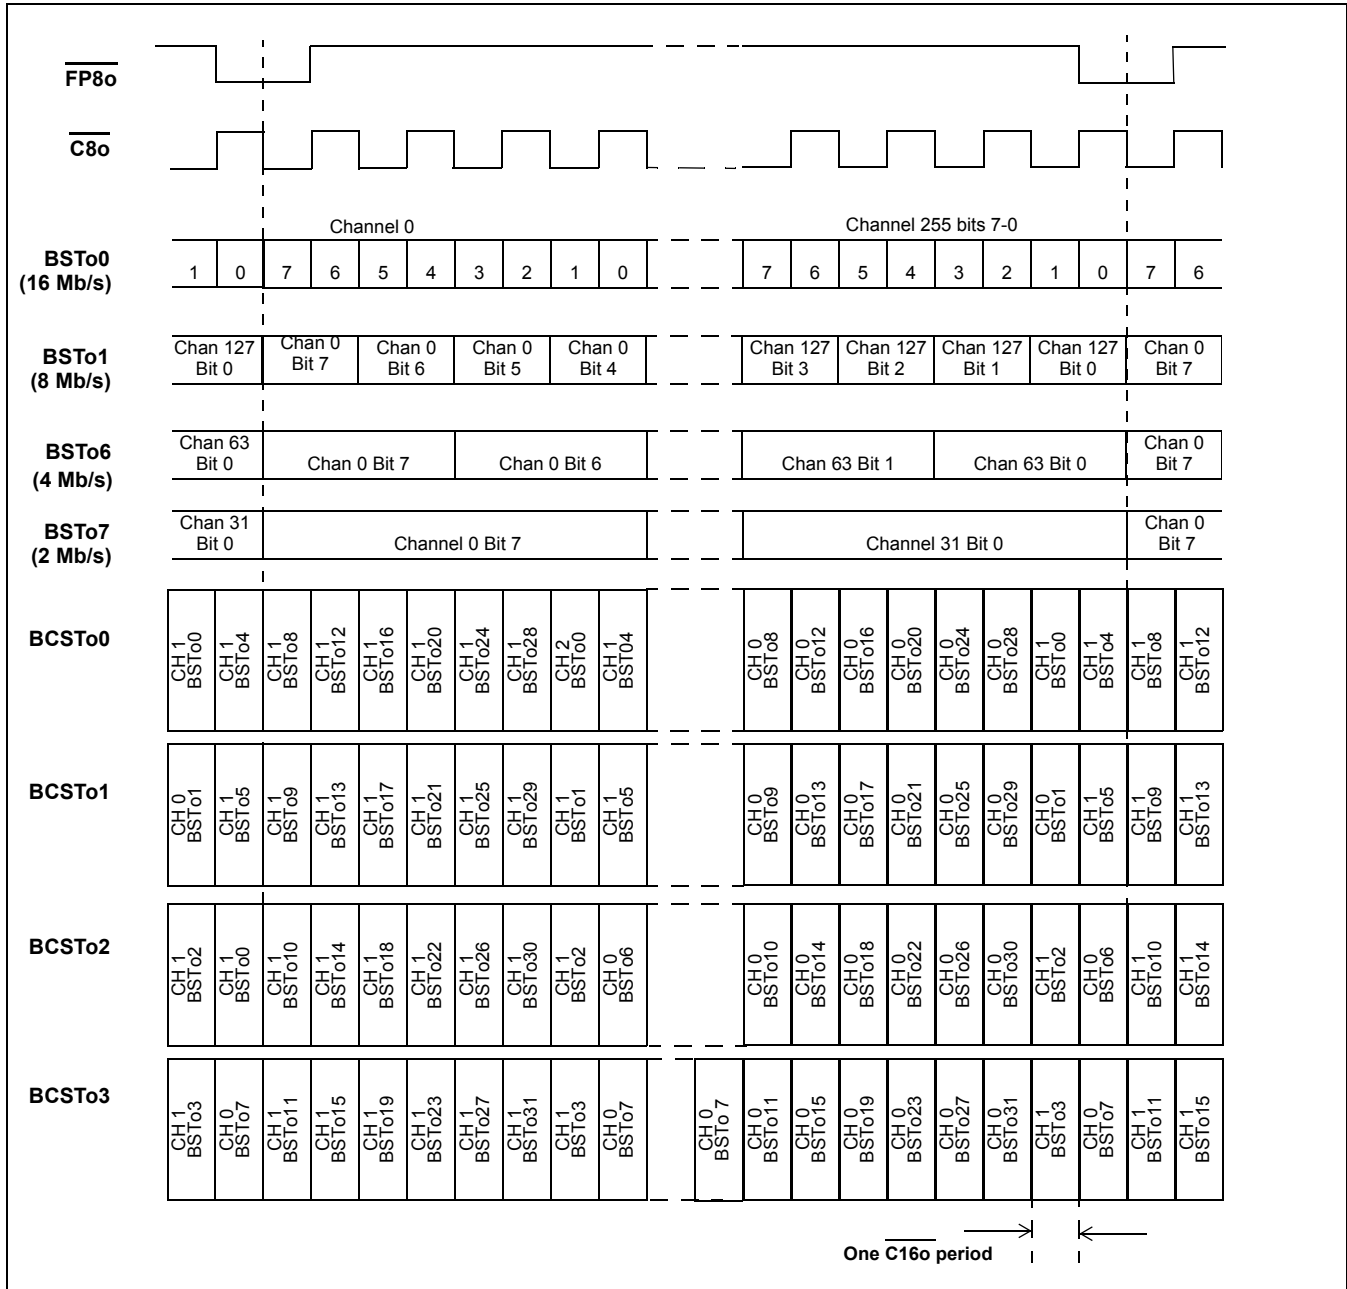 FP8o
C8o
Channel 0
Channel 255 bits 7-0
BSTo0
(16 Mb/s)
1 0 7 6 5 4 3 2 1 0 7 6 5 4 3 2 1 0 7 6
BSTo1
(8 Mb/s)
Chan 127 Bit 0
Chan 0 Bit 7
Chan 0 Bit 6
Chan 0 Bit 5
Chan 0 Bit 4
Chan 127 Bit 3
Chan 127 Bit 2
Chan 127 Bit 1
Chan 127 Bit 0
Chan 0 Bit 7
BSTo6
(4 Mb/s)
Chan 63 Bit 0
Chan 0 Bit 7
Chan 0 Bit 6
Chan 63 Bit 1
Chan 63 Bit 0
Chan 0 Bit 7
BSTo7
(2 Mb/s)
Chan 31 Bit 0
Channel 0 Bit 7
Channel 31 Bit 0
Chan 0 Bit 7
BCSTo0
CH 1 BSTo0
CH 1 BSTo4
CH 1 BSTo8
CH 1 BSTo12
CH 1 BSTo16
CH 1 BSTo20
CH 1 BSTo24
CH 1 BSTo28
CH 2 BSTo0
CH 1 BST04
CH 0 BSTo8
CH 0 BSTo12
CH 0 BSTo16
CH 0 BSTo20
CH 0 BSTo24
CH 0 BSTo28
CH 1 BSTo0
CH 1 BSTo4
CH 1 BSTo8
CH 1 BSTo12
BCSTo1
CH 0 BSTo1
CH 1 BSTo5
CH 1 BSTo9
CH 1 BSTo13
CH 1 BSTo17
CH 1 BSTo21
CH 1 BSTo25
CH 1 BSTo29
CH 1 BSTo1
CH 1 BSTo5
CH 0 BSTo9
CH 0 BSTo13
CH 0 BSTo17
CH 0 BSTo21
CH 0 BSTo25
CH 0 BSTo29
CH 0 BSTo1
CH 1 BSTo5
CH 1 BSTo9
CH 1 BSTo13
BCSTo2
CH 1 BSTo2
CH 1 BSTo0
CH 1 BSTo10
CH 1 BSTo14
CH 1 BSTo18
CH 1 BSTo22
CH 1 BSTo26
CH 1 BSTo30
CH 1 BSTo2
CH 0 BSTo6
CH 0 BSTo10
CH 0 BSTo14
CH 0 BSTo18
CH 0 BSTo22
CH 0 BSTo26
CH 0 BSTo30
CH 1 BSTo2
CH 0 BSTo6
CH 1 BSTo10
CH 1 BSTo14
BCSTo3
CH 1 BSTo3
CH 0 BSTo7
CH 1 BSTo11
CH 1 BSTo15
CH 1 BSTo19
CH 1 BSTo23
CH 1 BSTo27
CH 1 BSTo31
CH 1 BSTo3
CH 0 BSTo7
CH 0 BSTo 7
CH 0 BSTo11
CH 0 BSTo15
CH 0 BSTo19
CH 0 BSTo23
CH 0 BSTo27
CH 0 BSTo31
CH 1 BSTo3
CH 0 BSTo7
CH 1 BSTo11
CH 1 BSTo15
One C16o period